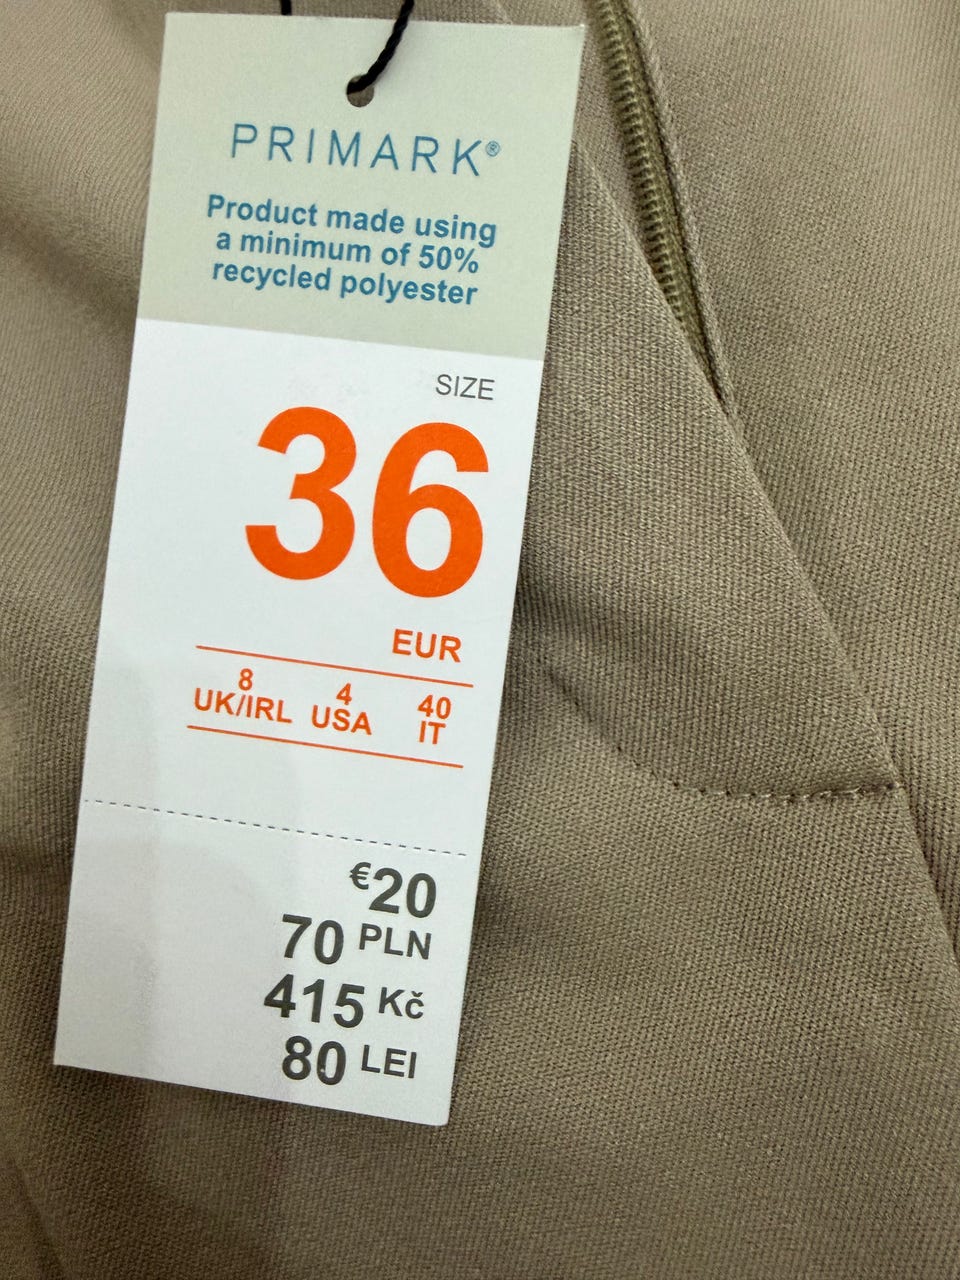 PRIMARK®
Product made using
a minimum of 50%
recycled polyester
SIZE
36
EUR
8 4 40
UK/IRL USA IT
€20
70 PLN
415 Kč
80 LEI